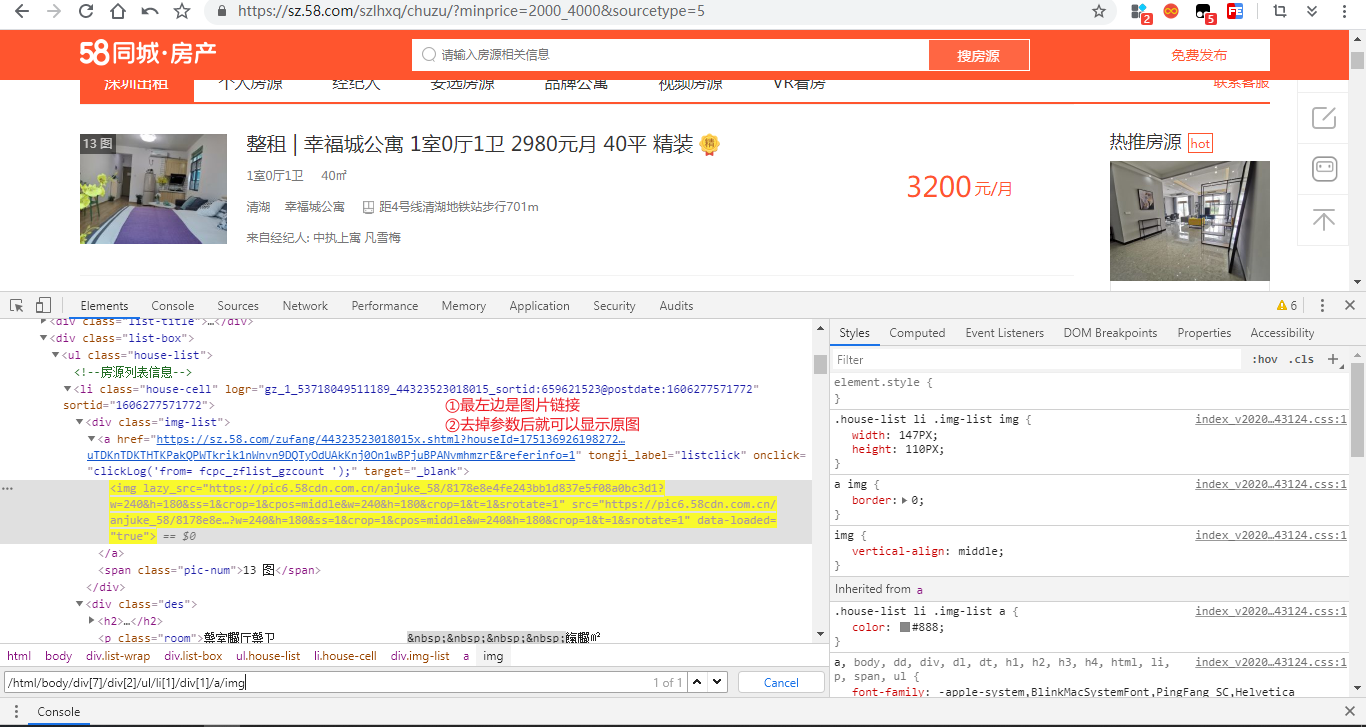 https://sz.58.com/szlhxq/chuzu/?minprice=2000_4000&sourcetype=5
2
5
58同城·房产
请输入房源相关信息
搜房源
免费发布
深圳出租 个人房源 经纪人 安选房源 品牌公寓 视频房源 VR看房 联系客服
13 图
整租 | 幸福城公寓 1室0厅1卫 2980元月 40平 精装 精
1室0厅1卫 40㎡
清湖 幸福城公寓 距4号线清湖地铁站步行701m
来自经纪人: 中执上寓 凡雪梅
3200 元/月
热推房源 hot
Elements Console Sources Network Performance Memory Application Security Audits 6
<div class="list-title">…</div>
<div class="list-box">
<ul class="house-list">
<!--房源列表信息-->
<li class="house-cell" logr="gz_1_53718049511189_44323523018015_sortid:659621523@postdate:1606277571772"
sortid="1606277571772">
①最左边是图片链接
②去掉参数后就可以显示原图
<div class="img-list">
<a href="https://sz.58.com/zufang/44323523018015x.shtml?houseId=175136926198272…
uTDKnTDKTHTKPakQPWTkrik1nWnvn9DQTyOdUAkKnj0On1wBPjuBPANvmhmzrE&referinfo=1" tongji_label="listclick" onclick=
"clickLog('from= fcpc_zflist_gzcount ');" target="_blank">
<img lazy_src="https://pic6.58cdn.com.cn/anjuke_58/8178e8e4fe243bb1d837e5f08a0bc3d1?
w=240&h=180&ss=1&crop=1&cpos=middle&w=240&h=180&crop=1&t=1&srotate=1" src="https://pic6.58cdn.com.cn/
anjuke_58/8178e8e…?w=240&h=180&ss=1&crop=1&cpos=middle&w=240&h=180&crop=1&t=1&srotate=1" data-loaded=
"true"> == $0
</a>
<span class="pic-num">13 图</span>
</div>
<div class="des">
<h2>…</h2>
<p class="room"> &nbsp;&nbsp;&nbsp;&nbsp;
html body div.list-wrap div.list-box ul.house-list li.house-cell div.img-list a img
/html/body/div[7]/div[2]/ul/li[1]/div[1]/a/img
1 of 1
Cancel
Console
Styles Computed Event Listeners DOM Breakpoints Properties Accessibility
Filter :hov .cls +
element.style {
}
.house-list li .img-list img { index_v2020…43124.css:1
width: 147PX;
height: 110PX;
}
a img { index_v2020…43124.css:1
border: 0;
}
img { index_v2020…43124.css:1
vertical-align: middle;
}
Inherited from a
.house-list li .img-list a { index_v2020…43124.css:1
color: #888;
}
a, body, dd, div, dl, dt, h1, h2, h3, h4, html, li, index_v2020…43124.css:1
p, span, ul {
font-family: -apple-system,BlinkMacSystemFont,PingFang SC,Helvetica